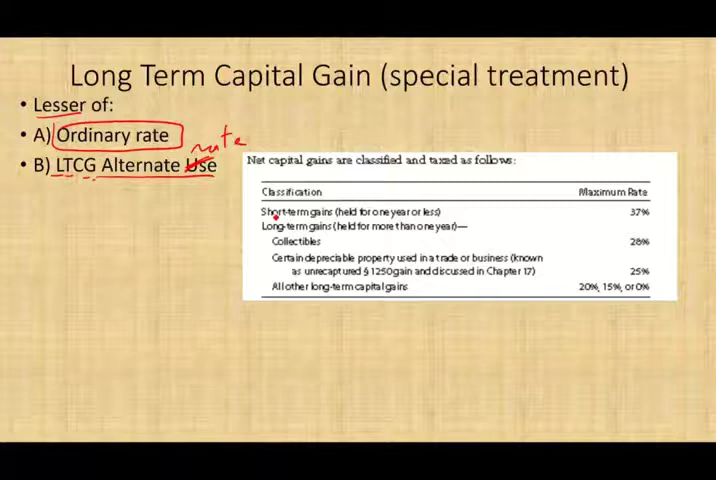 Long Term Capital Gain (special treatment)
• Lesser of:
• A) Ordinary rate
rate
• B) LTCG Alternate Use
Net capital gains are classified and taxed as follows:
Classification Maximum Rate
Short-term gains (held for one year or less) 37%
Long-term gains (held for more than one year)—
Collectibles 28%
Certain depreciable property used in a trade or business (known
as unrecaptured § 1250 gain and discussed in Chapter 17) 25%
All other long-term capital gains 20%, 15%, or 0%